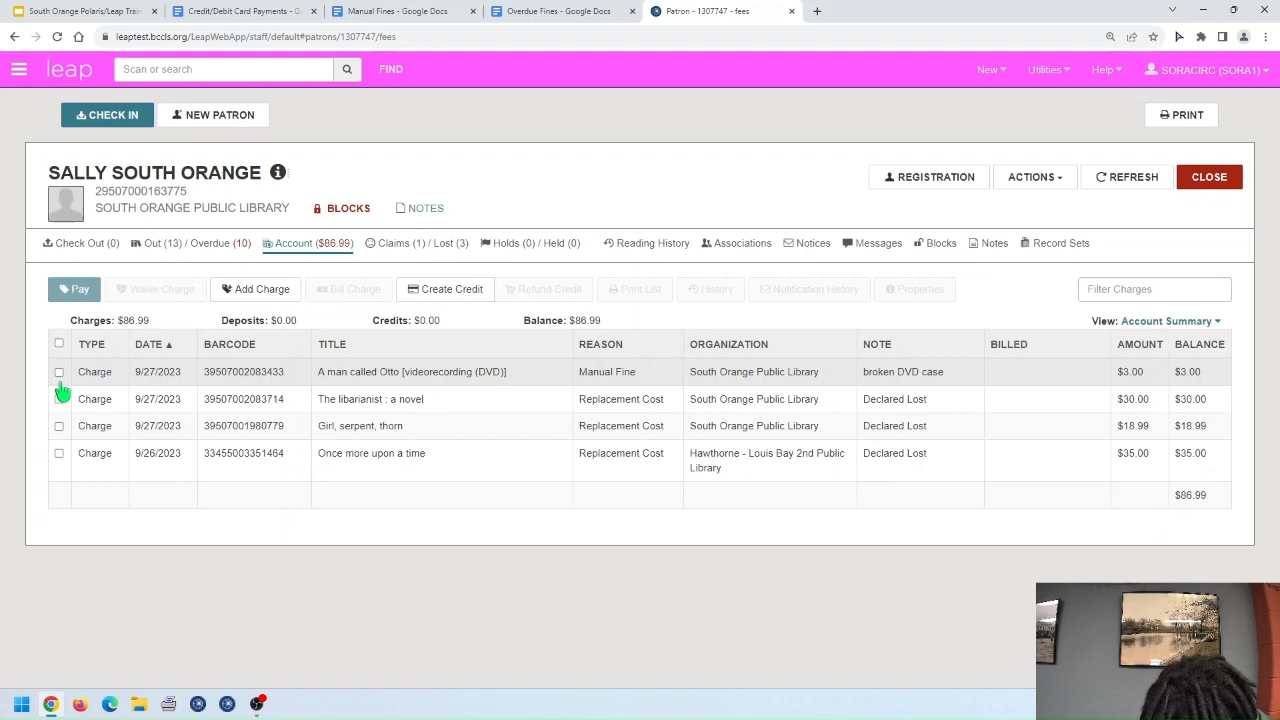 South Orange Polaris/Leap Train
Credit/Debit Card Payments - G
Manual Fines - Google Docs
Overdue Fines - Google Docs
Patron - 1307747 - fees
leaptest.bccls.org/LeapWebApp/staff/default#patrons/1307747/fees
leap Scan or search FIND New Utilities Help SORACIRC (SORA1)
CHECK IN NEW PATRON PRINT
SALLY SOUTH ORANGE
29507000163775
SOUTH ORANGE PUBLIC LIBRARY BLOCKS NOTES
REGISTRATION ACTIONS REFRESH CLOSE
Check Out (0) Out (13) / Overdue (10) Account ($86.99) Claims (1) / Lost (3) Holds (0) / Held (0) Reading History Associations Notices Messages Blocks Notes Record Sets
Pay Waive Charge Add Charge Bill Charge Create Credit Refund Credit Print List History Notification History Properties Filter Charges
Charges: $86.99 Deposits: $0.00 Credits: $0.00 Balance: $86.99 View: Account Summary
TYPE DATE BARCODE TITLE REASON ORGANIZATION NOTE BILLED AMOUNT BALANCE
Charge 9/27/2023 39507002083433 A man called Otto [videorecording (DVD)] Manual Fine South Orange Public Library broken DVD case $3.00 $3.00
Charge 9/27/2023 39507002083714 The libarianist : a novel Replacement Cost South Orange Public Library Declared Lost $30.00 $30.00
Charge 9/27/2023 39507001980779 Girl, serpent, thorn Replacement Cost South Orange Public Library Declared Lost $18.99 $18.99
Charge 9/26/2023 33455003351464 Once more upon a time Replacement Cost Hawthorne - Louis Bay 2nd Public Library Declared Lost $35.00 $35.00
$86.99